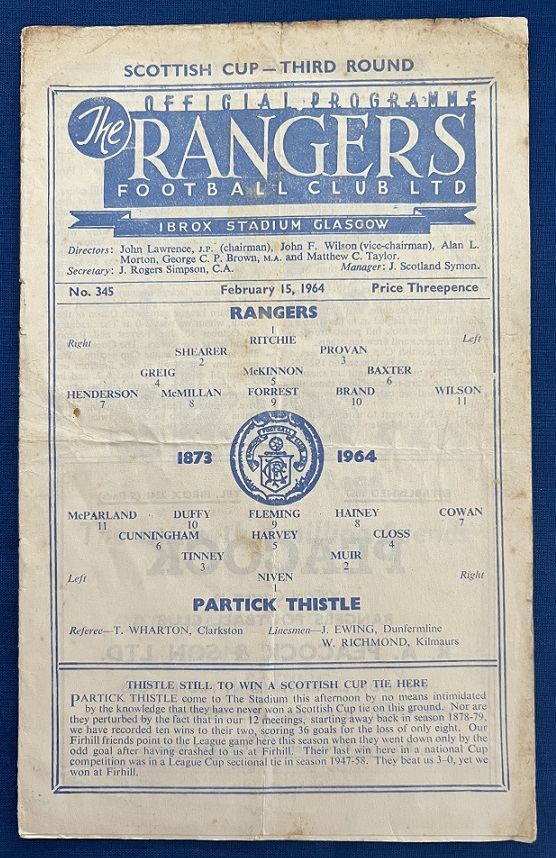 SCOTTISH CUP—THIRD ROUND
OFFICIAL PROGRAMME
The RANGERS
FOOTBALL CLUB LTD
IBROX STADIUM GLASGOW
Directors: John Lawrence, J.P. (chairman), John F. Wilson (vice-chairman), Alan L.
Morton, George C. P. Brown, M.A. and Matthew C. Taylor.
Secretary: J. Rogers Simpson, C.A. Manager: J. Scotland Symon.
No. 345 February 15, 1964 Price Threepence
RANGERS
1
Right RITCHIE Left
SHEARER PROVAN
2 3
GREIG McKINNON BAXTER
4 5 6
HENDERSON McMILLAN FORREST BRAND WILSON
7 8 9 10 11
1873 1964
McPARLAND DUFFY FLEMING HAINEY COWAN
11 10 9 8 7
CUNNINGHAM HARVEY CLOSS
6 5 4
TINNEY MUIR
3 2
Left NIVEN Right
1
PARTICK THISTLE
Referee—T. WHARTON, Clarkston Linesmen—J. EWING, Dunfermline
W. RICHMOND, Kilmaurs
THISTLE STILL TO WIN A SCOTTISH CUP TIE HERE
PARTICK THISTLE come to The Stadium this afternoon by no means intimidated
by the knowledge that they have never won a Scottish Cup tie on this ground. Nor are
they perturbed by the fact that in our 12 meetings, starting away back in season 1878-79,
we have recorded ten wins to their two, scoring 36 goals for the loss of only eight. Our
Firhill friends point to the League game here this season when they went down only by the
odd goal after having crashed to us at Firhill. Their last win here in a national Cup
competition was in a League Cup sectional tie in season 1947-58. They beat us 3-0, yet we
won at Firhill.